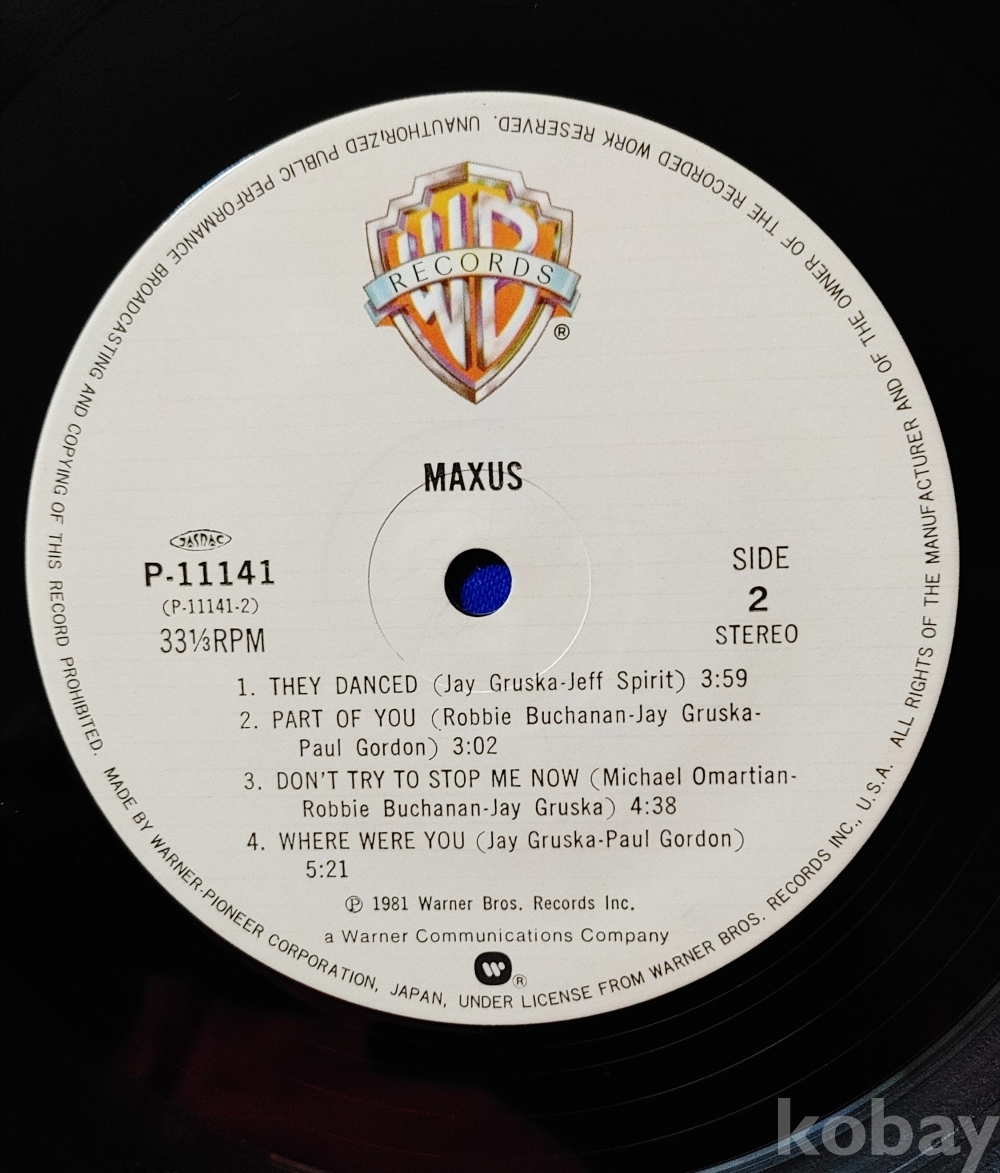 WB
RECORDS
®
MAXUS
JASRAC
P-11141
(P-11141-2)
33⅓RPM
SIDE
2
STEREO
1. THEY DANCED (Jay Gruska-Jeff Spirit) 3:59
2. PART OF YOU (Robbie Buchanan-Jay Gruska-
Paul Gordon) 3:02
3. DON'T TRY TO STOP ME NOW (Michael Omartian-
Robbie Buchanan-Jay Gruska) 4:38
4. WHERE WERE YOU (Jay Gruska-Paul Gordon)
5:21
℗ 1981 Warner Bros. Records Inc.
a Warner Communications Company
®
MADE BY WARNER-PIONEER CORPORATION, JAPAN, UNDER LICENSE FROM WARNER BROS. RECORDS INC., U.S.A. ALL RIGHTS OF THE MANUFACTURER AND OF THE OWNER OF THE RECORDED WORK RESERVED. UNAUTHORIZED PUBLIC PERFORMANCE BROADCASTING AND COPYING OF THIS RECORD PROHIBITED.
kobay